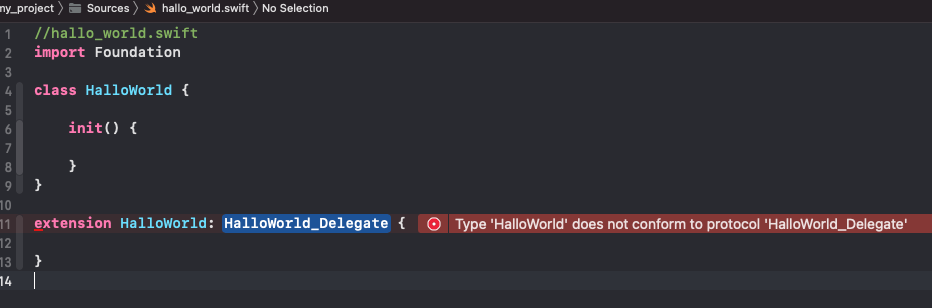 my_project > Sources > hallo_world.swift > No Selection
1 //hallo_world.swift
2 import Foundation
3
4 class HalloWorld {
5
6 init() {
7
8 }
9 }
10
11 extension HalloWorld: HalloWorld_Delegate { Type 'HalloWorld' does not conform to protocol 'HalloWorld_Delegate'
12
13 }
14